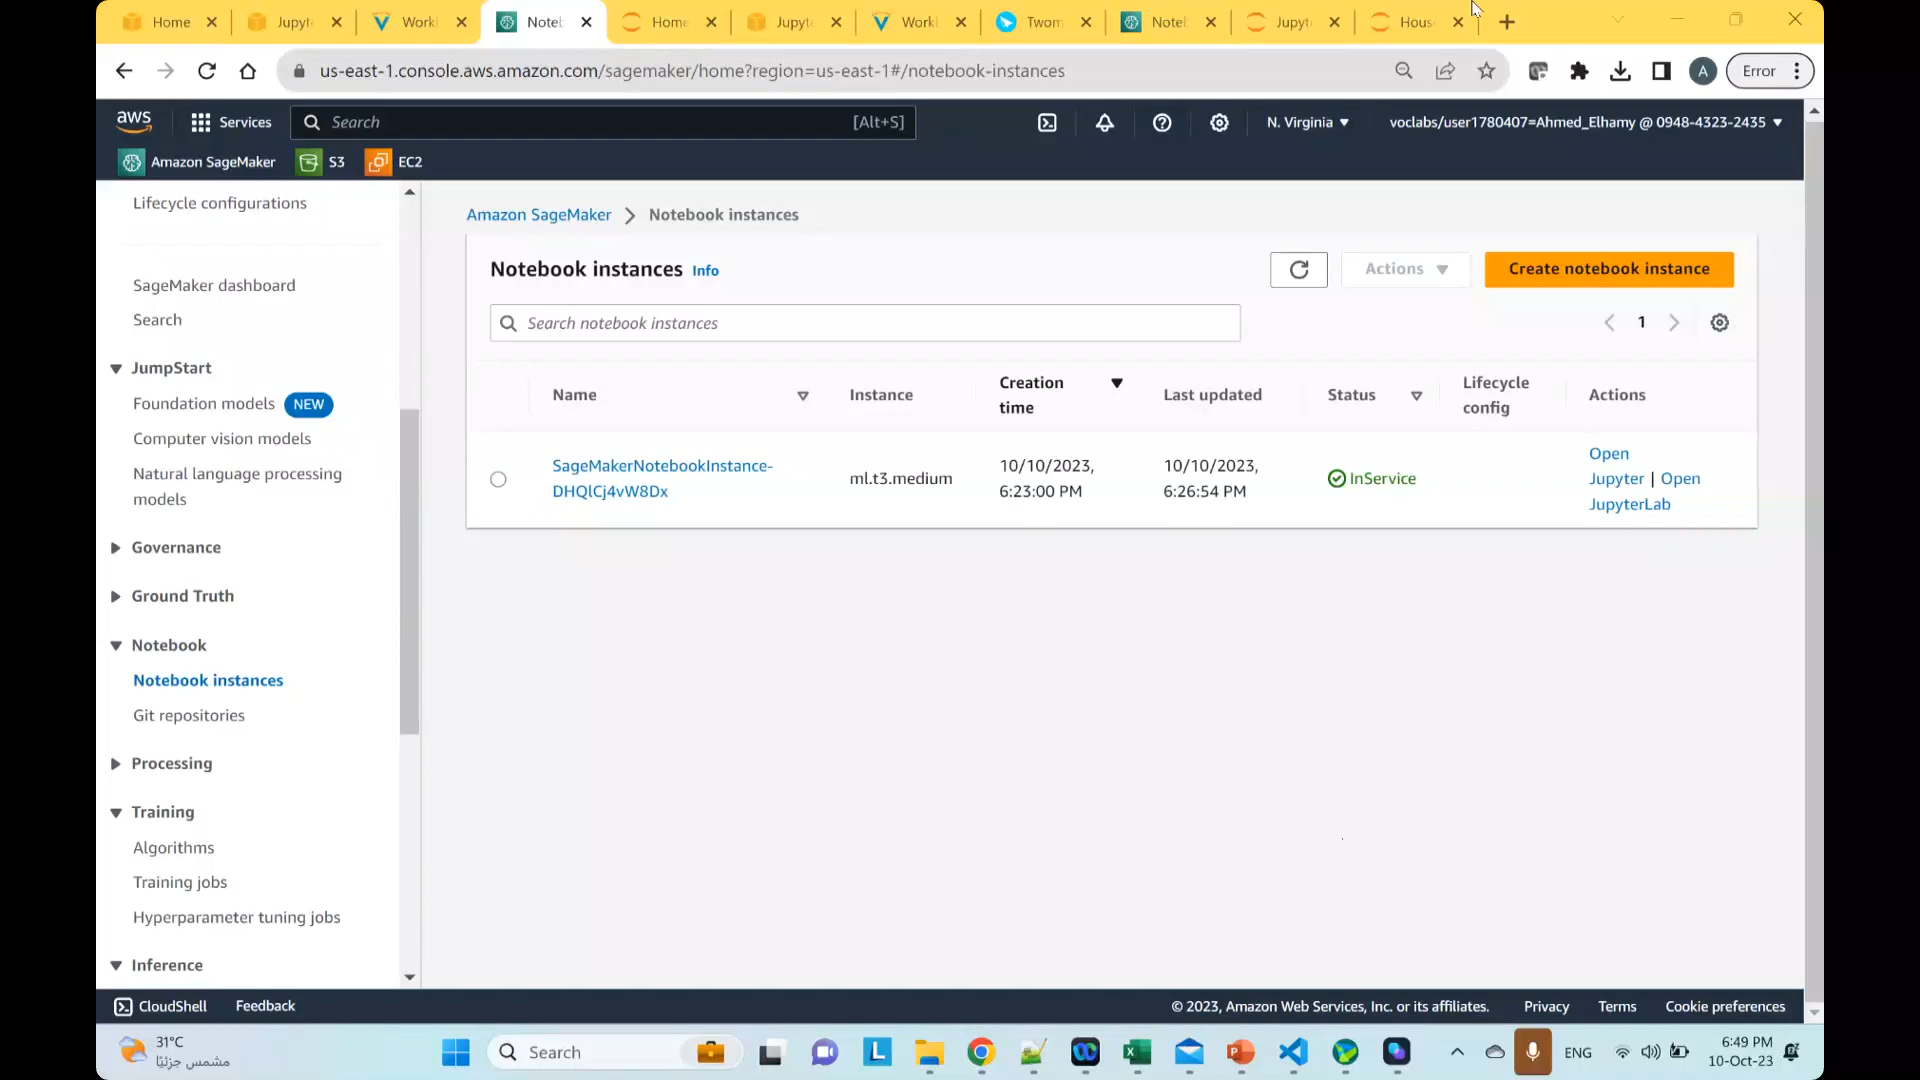 Home
Jupyt
Work
Noteb
Home
Jupyte
Work
Twom
Noteb
Jupyt
Hous
us-east-1.console.aws.amazon.com/sagemaker/home?region=us-east-1#/notebook-instances
A
Error
aws
Services
Search
[Alt+S]
N. Virginia
voclabs/user1780407=Ahmed_Elhamy @ 0948-4323-2435
Amazon SageMaker
S3
EC2
Lifecycle configurations
SageMaker dashboard
Search
JumpStart
Foundation models NEW
Computer vision models
Natural language processing
models
Governance
Ground Truth
Notebook
Notebook instances
Git repositories
Processing
Training
Algorithms
Training jobs
Hyperparameter tuning jobs
Inference
Amazon SageMaker
Notebook instances
Notebook instances Info
Actions
Create notebook instance
Search notebook instances
1
Name
Instance
Creation
time
Last updated
Status
Lifecycle
config
Actions
SageMakerNotebookInstance-
DHQlCj4vW8Dx
ml.t3.medium
10/10/2023,
6:23:00 PM
10/10/2023,
6:26:54 PM
InService
Open
Jupyter | Open
JupyterLab
CloudShell
Feedback
© 2023, Amazon Web Services, Inc. or its affiliates.
Privacy
Terms
Cookie preferences
31°C
مشمس جزئيًا
Search
ENG
6:49 PM
10-Oct-23